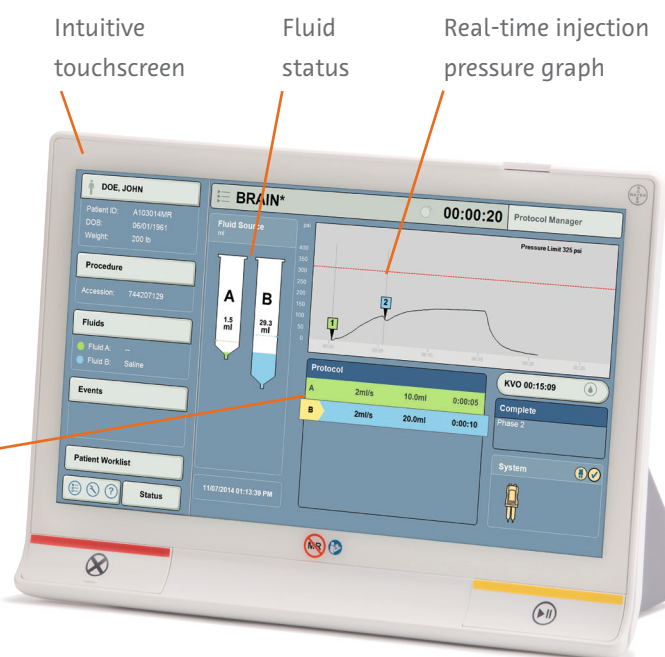 Intuitive
touchscreen
Fluid
status
Real-time injection
pressure graph
DOE, JOHN
Patient ID: A103014MR
DOB: 06/01/1961
Weight: 200 lb
Procedure
Accession: 744207129
Fluids
Fluid A: --
Fluid B: Saline
Events
Patient Worklist
? Status
BRAIN*
00:00:20
Protocol Manager
Fluid Source
ml
A
1.5
ml
B
29.3
ml
11/07/2014 01:13:39 PM
psi
400
350
300
250
200
150
100
50
0
Pressure Limit 325 psi
1
2
Protocol
A 2ml/s 10.0ml 0:00:05
B 2ml/s 20.0ml 0:00:10
KVO 00:15:09
Complete
Phase 2
System
MR
BAYER